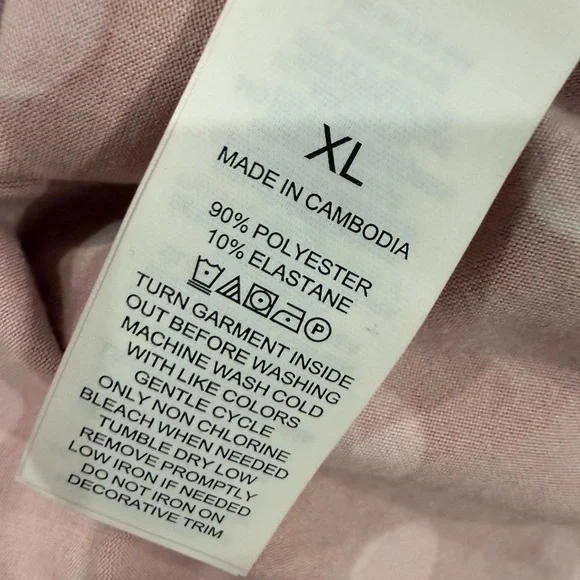 XL
MADE IN CAMBODIA
90% POLYESTER
10% ELASTANE
P
TURN GARMENT INSIDE
OUT BEFORE WASHING
MACHINE WASH COLD
WITH LIKE COLORS
GENTLE CYCLE
ONLY NON CHLORINE
BLEACH WHEN NEEDED
TUMBLE DRY LOW
REMOVE PROMPTLY
LOW IRON IF NEEDED
DO NOT IRON ON
DECORATIVE TRIM